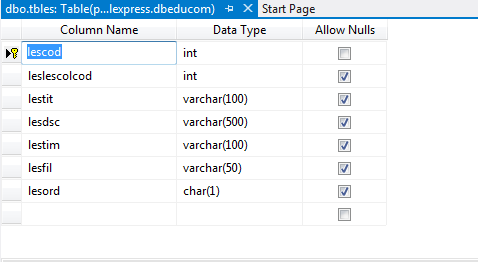 dbo.tbles: Table(p...lexpress.dbeducom) Start Page
Column Name Data Type Allow Nulls
lescod int
leslescolcod int
lestit varchar(100)
lesdsc varchar(500)
lestim varchar(100)
lesfil varchar(50)
lesord char(1)